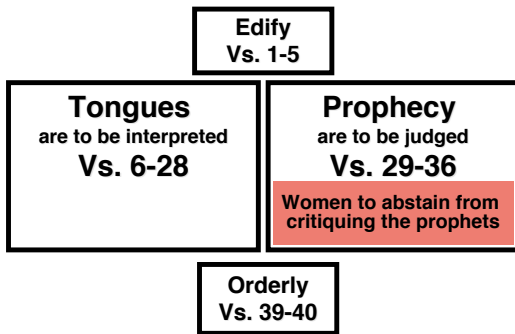 Edify
Vs. 1-5
Tongues
are to be interpreted
Vs. 6-28
Prophecy
are to be judged
Vs. 29-36
Women to abstain from
critiquing the prophets
Orderly
Vs. 39-40